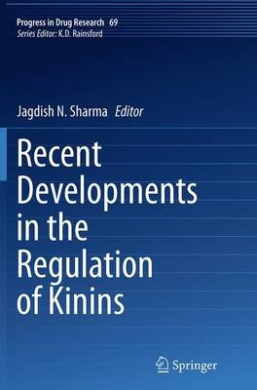 Progress in Drug Research 69
Series Editor: K.D. Rainsford
Jagdish N. Sharma Editor
Recent
Developments
in the
Regulation
of Kinins
Springer